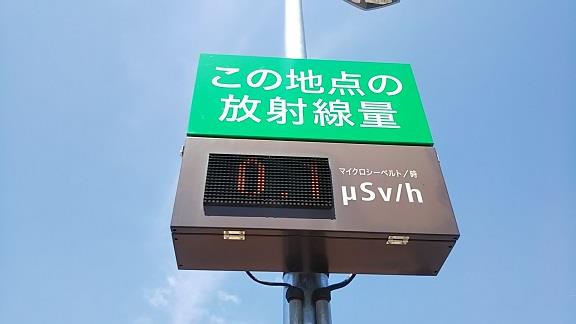 この地点の
放射線量
0.1
マイクロシーベルト/時
μSv/h